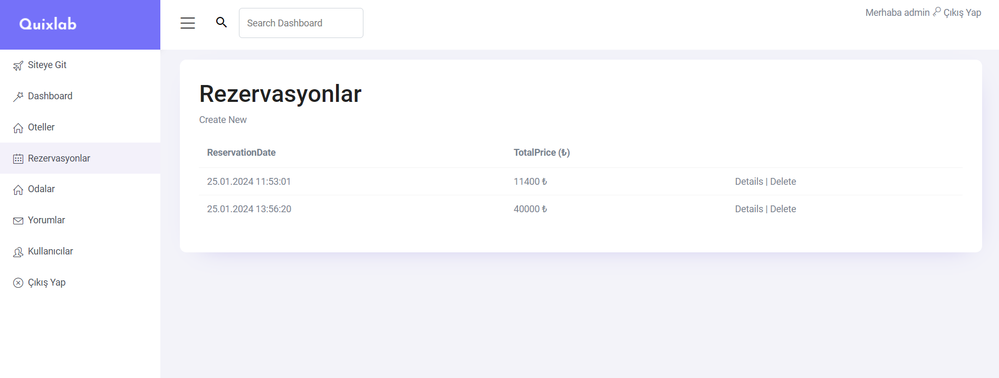 Quixlab
Search Dashboard
Merhaba admin Çıkış Yap
Siteye Git
Dashboard
Oteller
Rezervasyonlar
Odalar
Yorumlar
Kullanıcılar
Çıkış Yap
Rezervasyonlar
Create New
ReservationDate TotalPrice (₺)
25.01.2024 11:53:01 11400 ₺ Details | Delete
25.01.2024 13:56:20 40000 ₺ Details | Delete